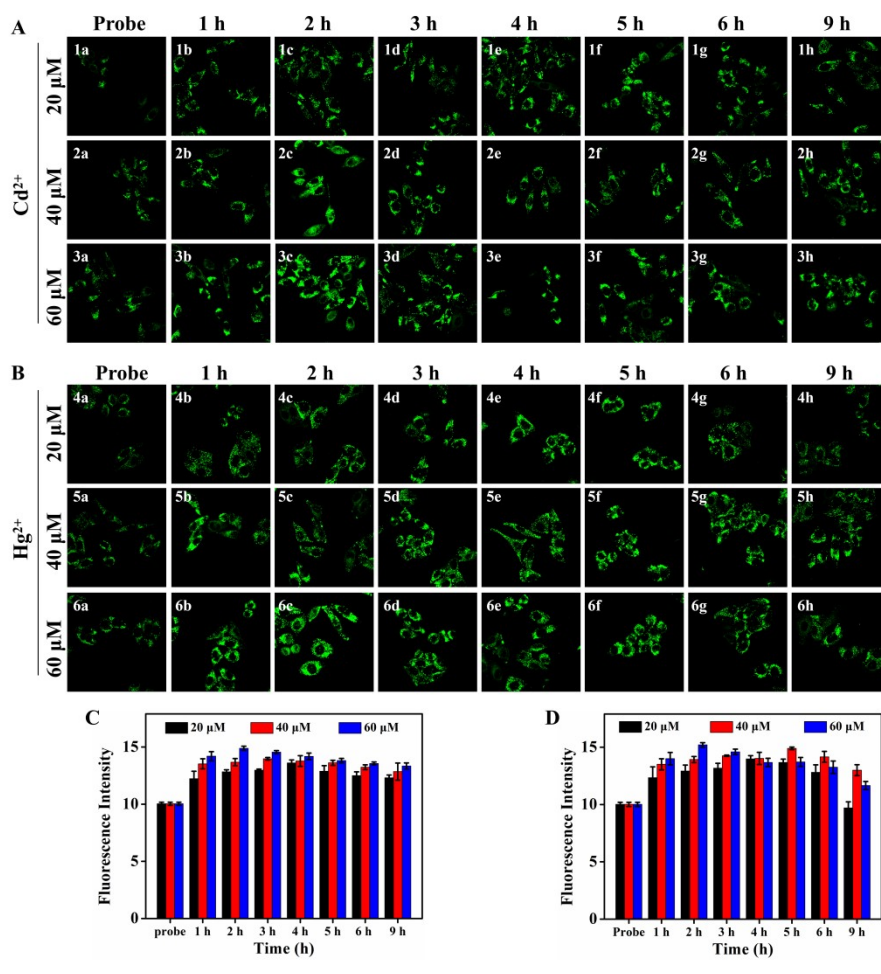 A
Probe 1 h 2 h 3 h 4 h 5 h 6 h 9 h
Cd²⁺
20 μM
1a 1b 1c 1d 1e 1f 1g 1h
40 μM
2a 2b 2c 2d 2e 2f 2g 2h
60 μM
3a 3b 3c 3d 3e 3f 3g 3h
B
Probe 1 h 2 h 3 h 4 h 5 h 6 h 9 h
Hg²⁺
20 μM
4a 4b 4c 4d 4e 4f 4g 4h
40 μM
5a 5b 5c 5d 5e 5f 5g 5h
60 μM
6a 6b 6c 6d 6e 6f 6g 6h
C
20 μM 40 μM 60 μM
Fluorescence Intensity
15
10
5
0
probe 1 h 2 h 3 h 4 h 5 h 6 h 9 h
Time (h)
D
20 μM 40 μM 60 μM
Fluorescence Intensity
15
10
5
0
Probe 1 h 2 h 3 h 4 h 5 h 6 h 9 h
Time (h)